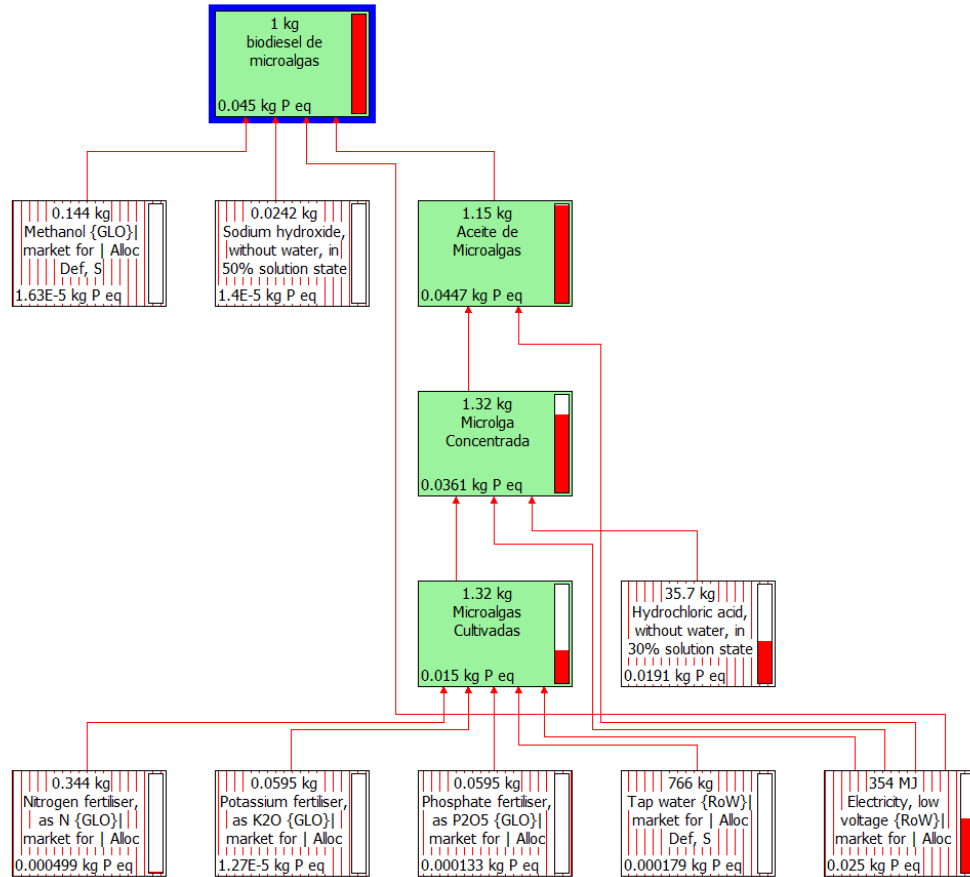 1 kg
biodiesel de
microalgas
0.045 kg P eq
0.144 kg
Methanol {GLO}|
market for | Alloc
Def, S
1.63E-5 kg P eq
0.0242 kg
Sodium hydroxide,
without water, in
50% solution state
1.4E-5 kg P eq
1.15 kg
Aceite de
Microalgas
0.0447 kg P eq
1.32 kg
Microlga
Concentrada
0.0361 kg P eq
1.32 kg
Microalgas
Cultivadas
0.015 kg P eq
35.7 kg
Hydrochloric acid,
without water, in
30% solution state
0.0191 kg P eq
0.344 kg
Nitrogen fertiliser,
as N {GLO}|
market for | Alloc
0.000499 kg P eq
0.0595 kg
Potassium fertiliser,
as K2O {GLO}|
market for | Alloc
1.27E-5 kg P eq
0.0595 kg
Phosphate fertiliser,
as P2O5 {GLO}|
market for | Alloc
0.000133 kg P eq
766 kg
Tap water {RoW}|
market for | Alloc
Def, S
0.000179 kg P eq
354 MJ
Electricity, low
voltage {RoW}|
market for | Alloc
0.025 kg P eq